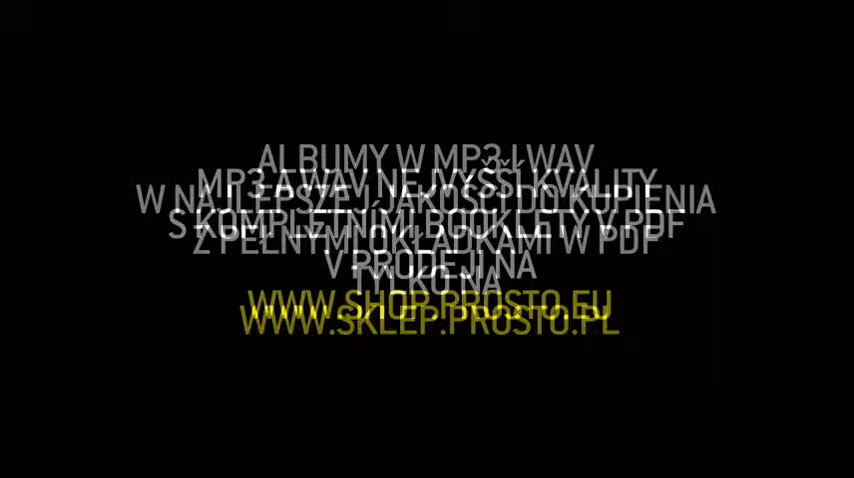 ALBUMY W MP3 I WAV
MP3 A WAV NEJVYŠŠÍ KVALITY
W NAJLEPSZEJ JAKOŚCI DO KUPIENIA
S KOMPLETNÍMI BOOKLETY V PDF
Z PEŁNYMI OKŁADKAMI W PDF
V PRODEJI NA
TYLKO NA
WWW.SHOP.PROSTO.EU
WWW.SKLEP.PROSTO.PL